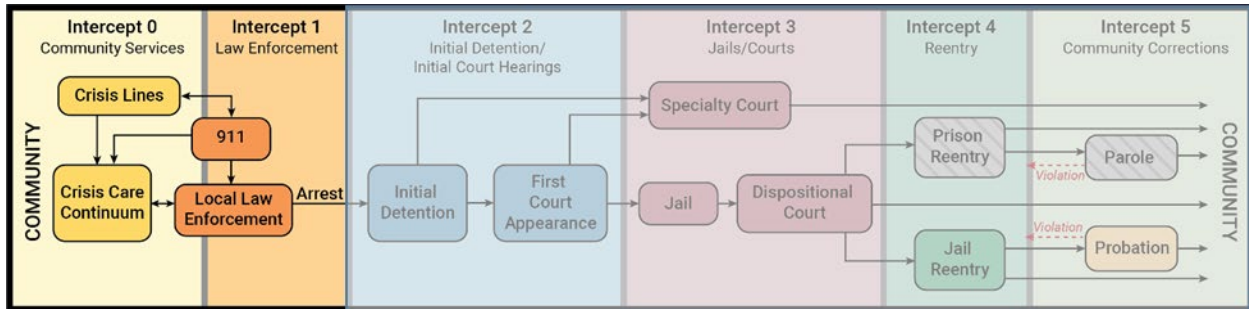 Intercept 0
Community Services
Intercept 1
Law Enforcement
Intercept 2
Initial Detention/
Initial Court Hearings
Intercept 3
Jails/Courts
Intercept 4
Reentry
Intercept 5
Community Corrections
COMMUNITY
Crisis Lines
911
Crisis Care
Continuum
Local Law
Enforcement
Arrest
Initial
Detention
First
Court
Appearance
Specialty Court
Jail
Dispositional
Court
Prison
Reentry
Violation
Parole
Jail
Reentry
Violation
Probation
COMMUNITY